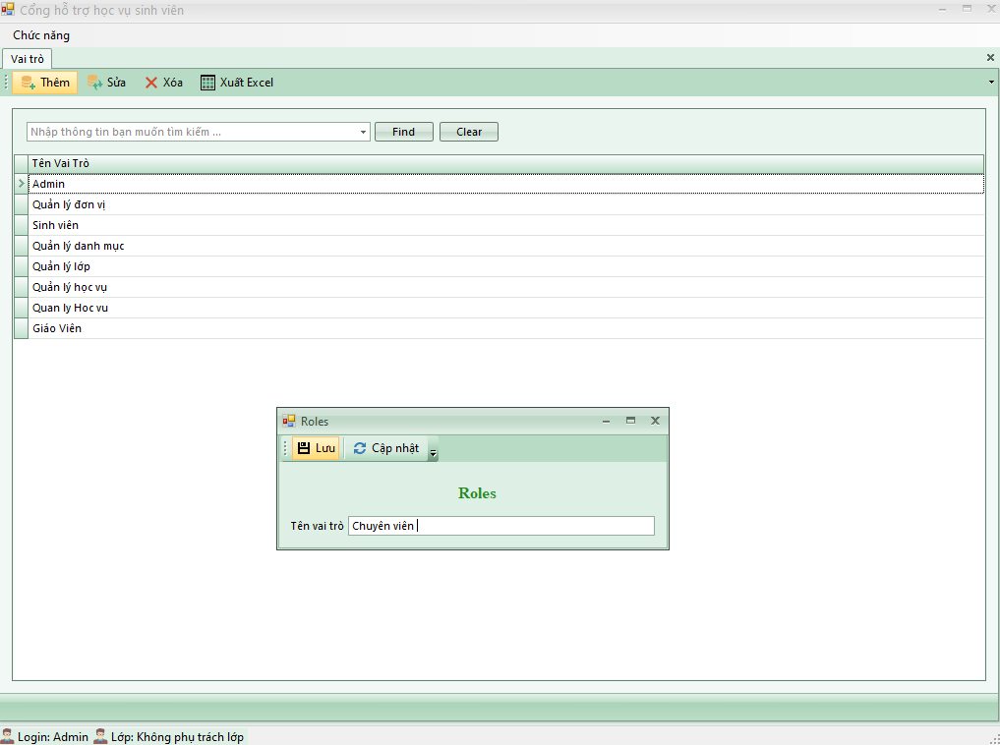 Cổng hỗ trợ học vụ sinh viên
Chức năng
Vai trò
Thêm Sửa Xóa Xuất Excel
Nhập thông tin bạn muốn tìm kiếm ... Find Clear
Tên Vai Trò
Admin
Quản lý đơn vị
Sinh viên
Quản lý danh mục
Quản lý lớp
Quản lý học vụ
Quan ly Hoc vu
Giáo Viên
Roles
Lưu Cập nhật
Roles
Tên vai trò Chuyên viên
Login: Admin Lớp: Không phụ trách lớp